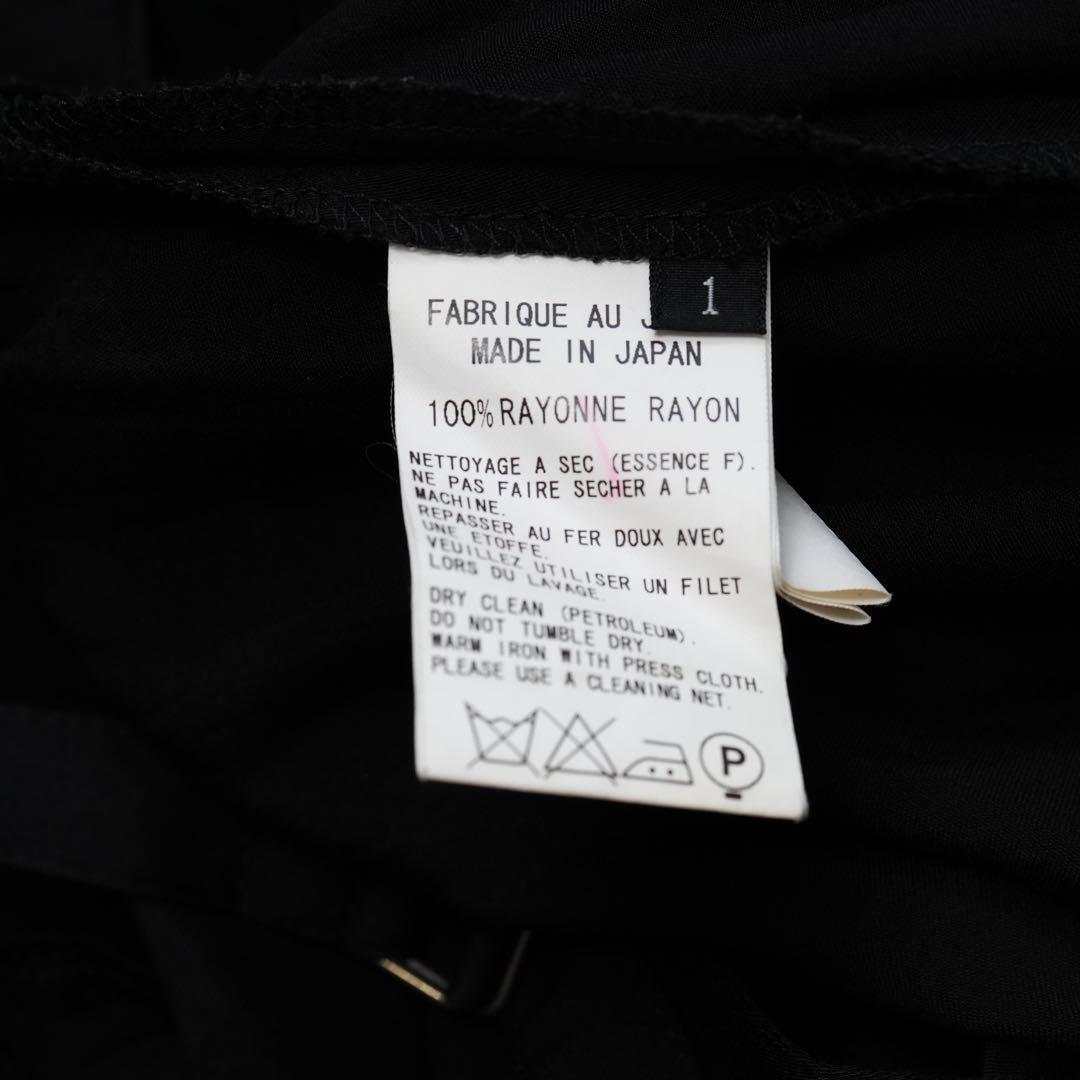 1
FABRIQUE AU J
MADE IN JAPAN
100% RAYONNE RAYON
NETTOYAGE A SEC (ESSENCE F).
NE PAS FAIRE SECHER A LA
MACHINE.
REPASSER AU FER DOUX AVEC
UNE ETOFFE.
VEUILLEZ UTILISER UN FILET
LORS DU LAVAGE.
DRY CLEAN (PETROLEUM).
DO NOT TUMBLE DRY.
WARM IRON WITH PRESS CLOTH.
PLEASE USE A CLEANING NET.
P